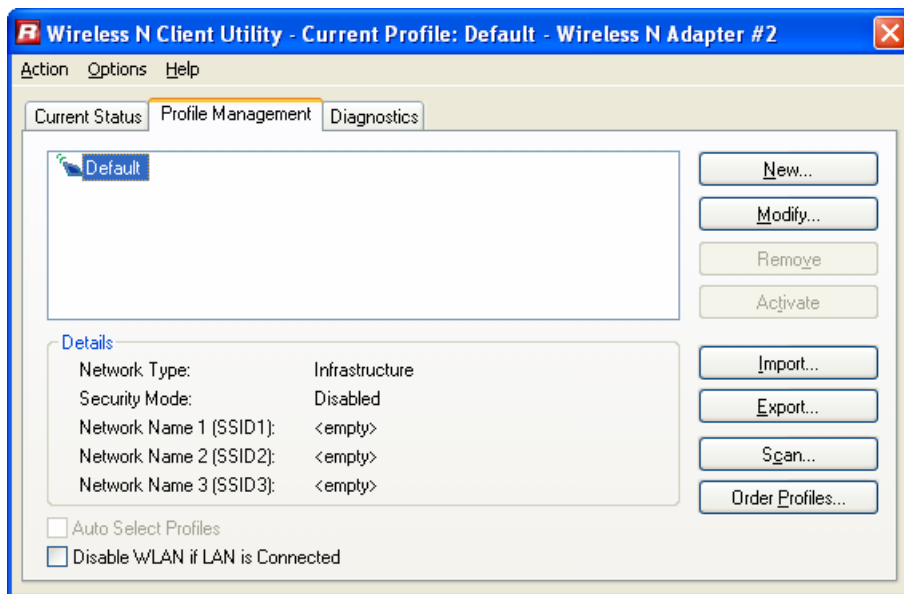 R Wireless N Client Utility - Current Profile: Default - Wireless N Adapter #2
Action Options Help
Current Status Profile Management Diagnostics
Default
New...
Modify...
Remove
Activate
Details
Network Type: Infrastructure
Security Mode: Disabled
Network Name 1 (SSID1): <empty>
Network Name 2 (SSID2): <empty>
Network Name 3 (SSID3): <empty>
Import...
Export...
Scan...
Order Profiles...
Auto Select Profiles
Disable WLAN if LAN is Connected